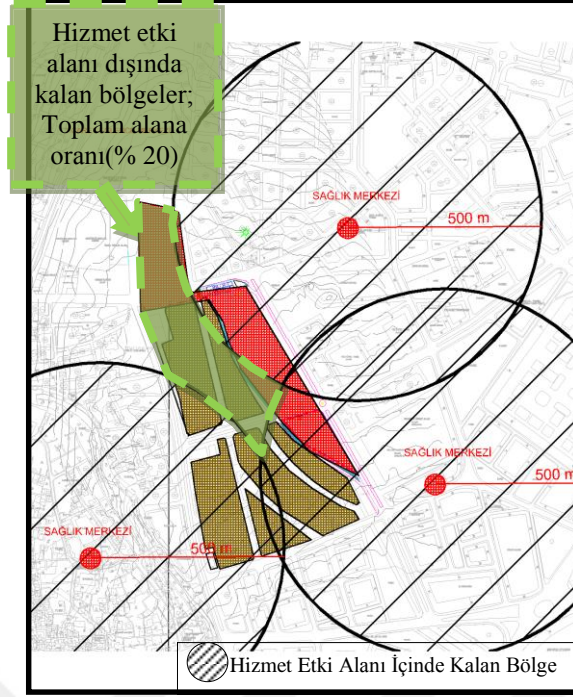 Hizmet etki
alanı dışında
kalan bölgeler;
Toplam alana
oranı(% 20)
SAĞLIK MERKEZİ
500 m
SAĞLIK MERKEZİ
500 m
SAĞLIK MERKEZİ
500 m
Hizmet Etki Alanı İçinde Kalan Bölge